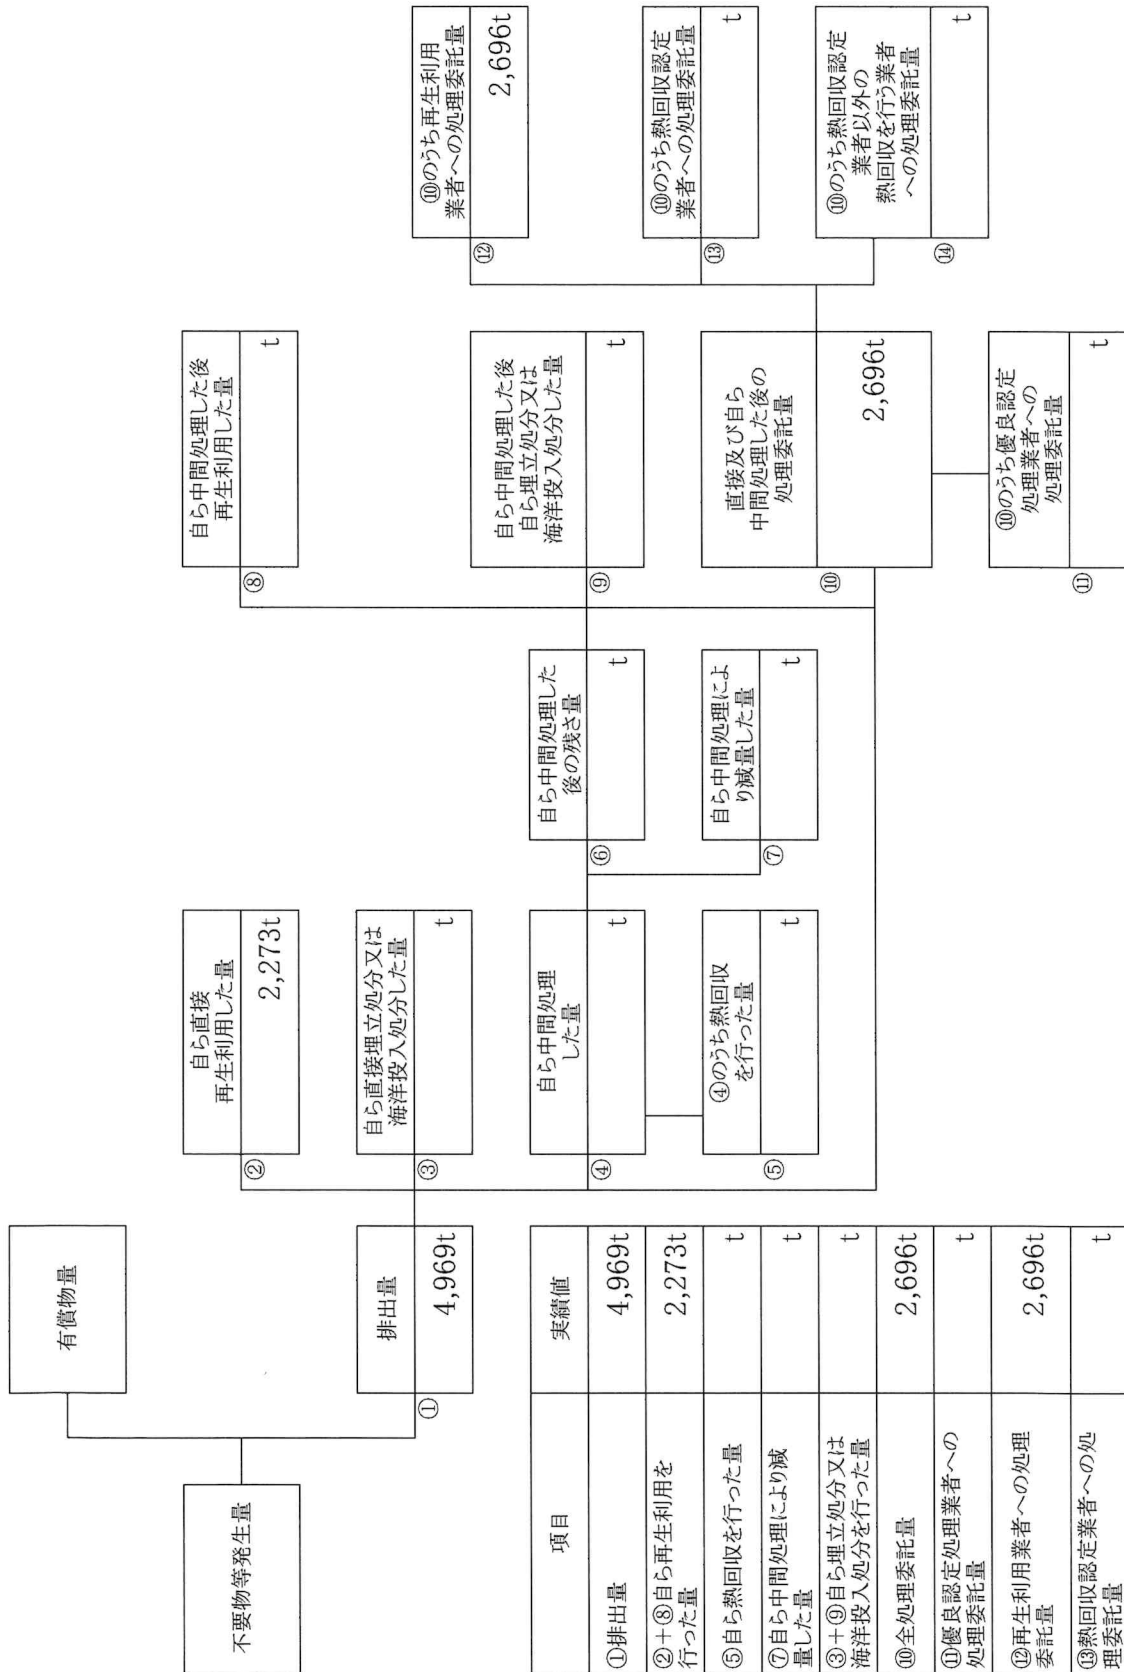 不要物等発生量
有償物量
排出量
①
4,969t
自ら直接
再生利用した量
②
2,273t
自ら直接埋立処分又は
海洋投入処分した量
③
t
自ら中間処理
した量
④
t
④のうち熱回収
を行った量
⑤
t
自ら中間処理した
後の残さ量
⑥
t
自ら中間処理によ
り減量した量
⑦
t
自ら中間処理した後
再生利用した量
⑧
t
自ら中間処理した後
自ら埋立処分又は
海洋投入処分した量
⑨
t
直接及び自ら
中間処理した後の
処理委託量
⑩
2,696t
⑩のうち優良認定
処理業者への
処理委託量
⑪
t
⑩のうち再生利用
業者への処理委託量
⑫
2,696t
⑩のうち熱回収認定
業者への処理委託量
⑬
t
⑩のうち熱回収認定
業者以外の
熱回収を行う業者
への処理委託量
⑭
t
項目 実績値
①排出量 4,969t
②+⑧自ら再生利用を
行った量 2,273t
⑤自ら熱回収を行った量 t
⑦自ら中間処理により減
量した量 t
③+⑨自ら埋立処分又は
海洋投入処分を行った量 t
⑩全処理委託量 2,696t
⑪優良認定処理業者への
処理委託量 t
⑫再生利用業者への処理
委託量 2,696t
⑬熱回収認定業者への処
理委託量 t